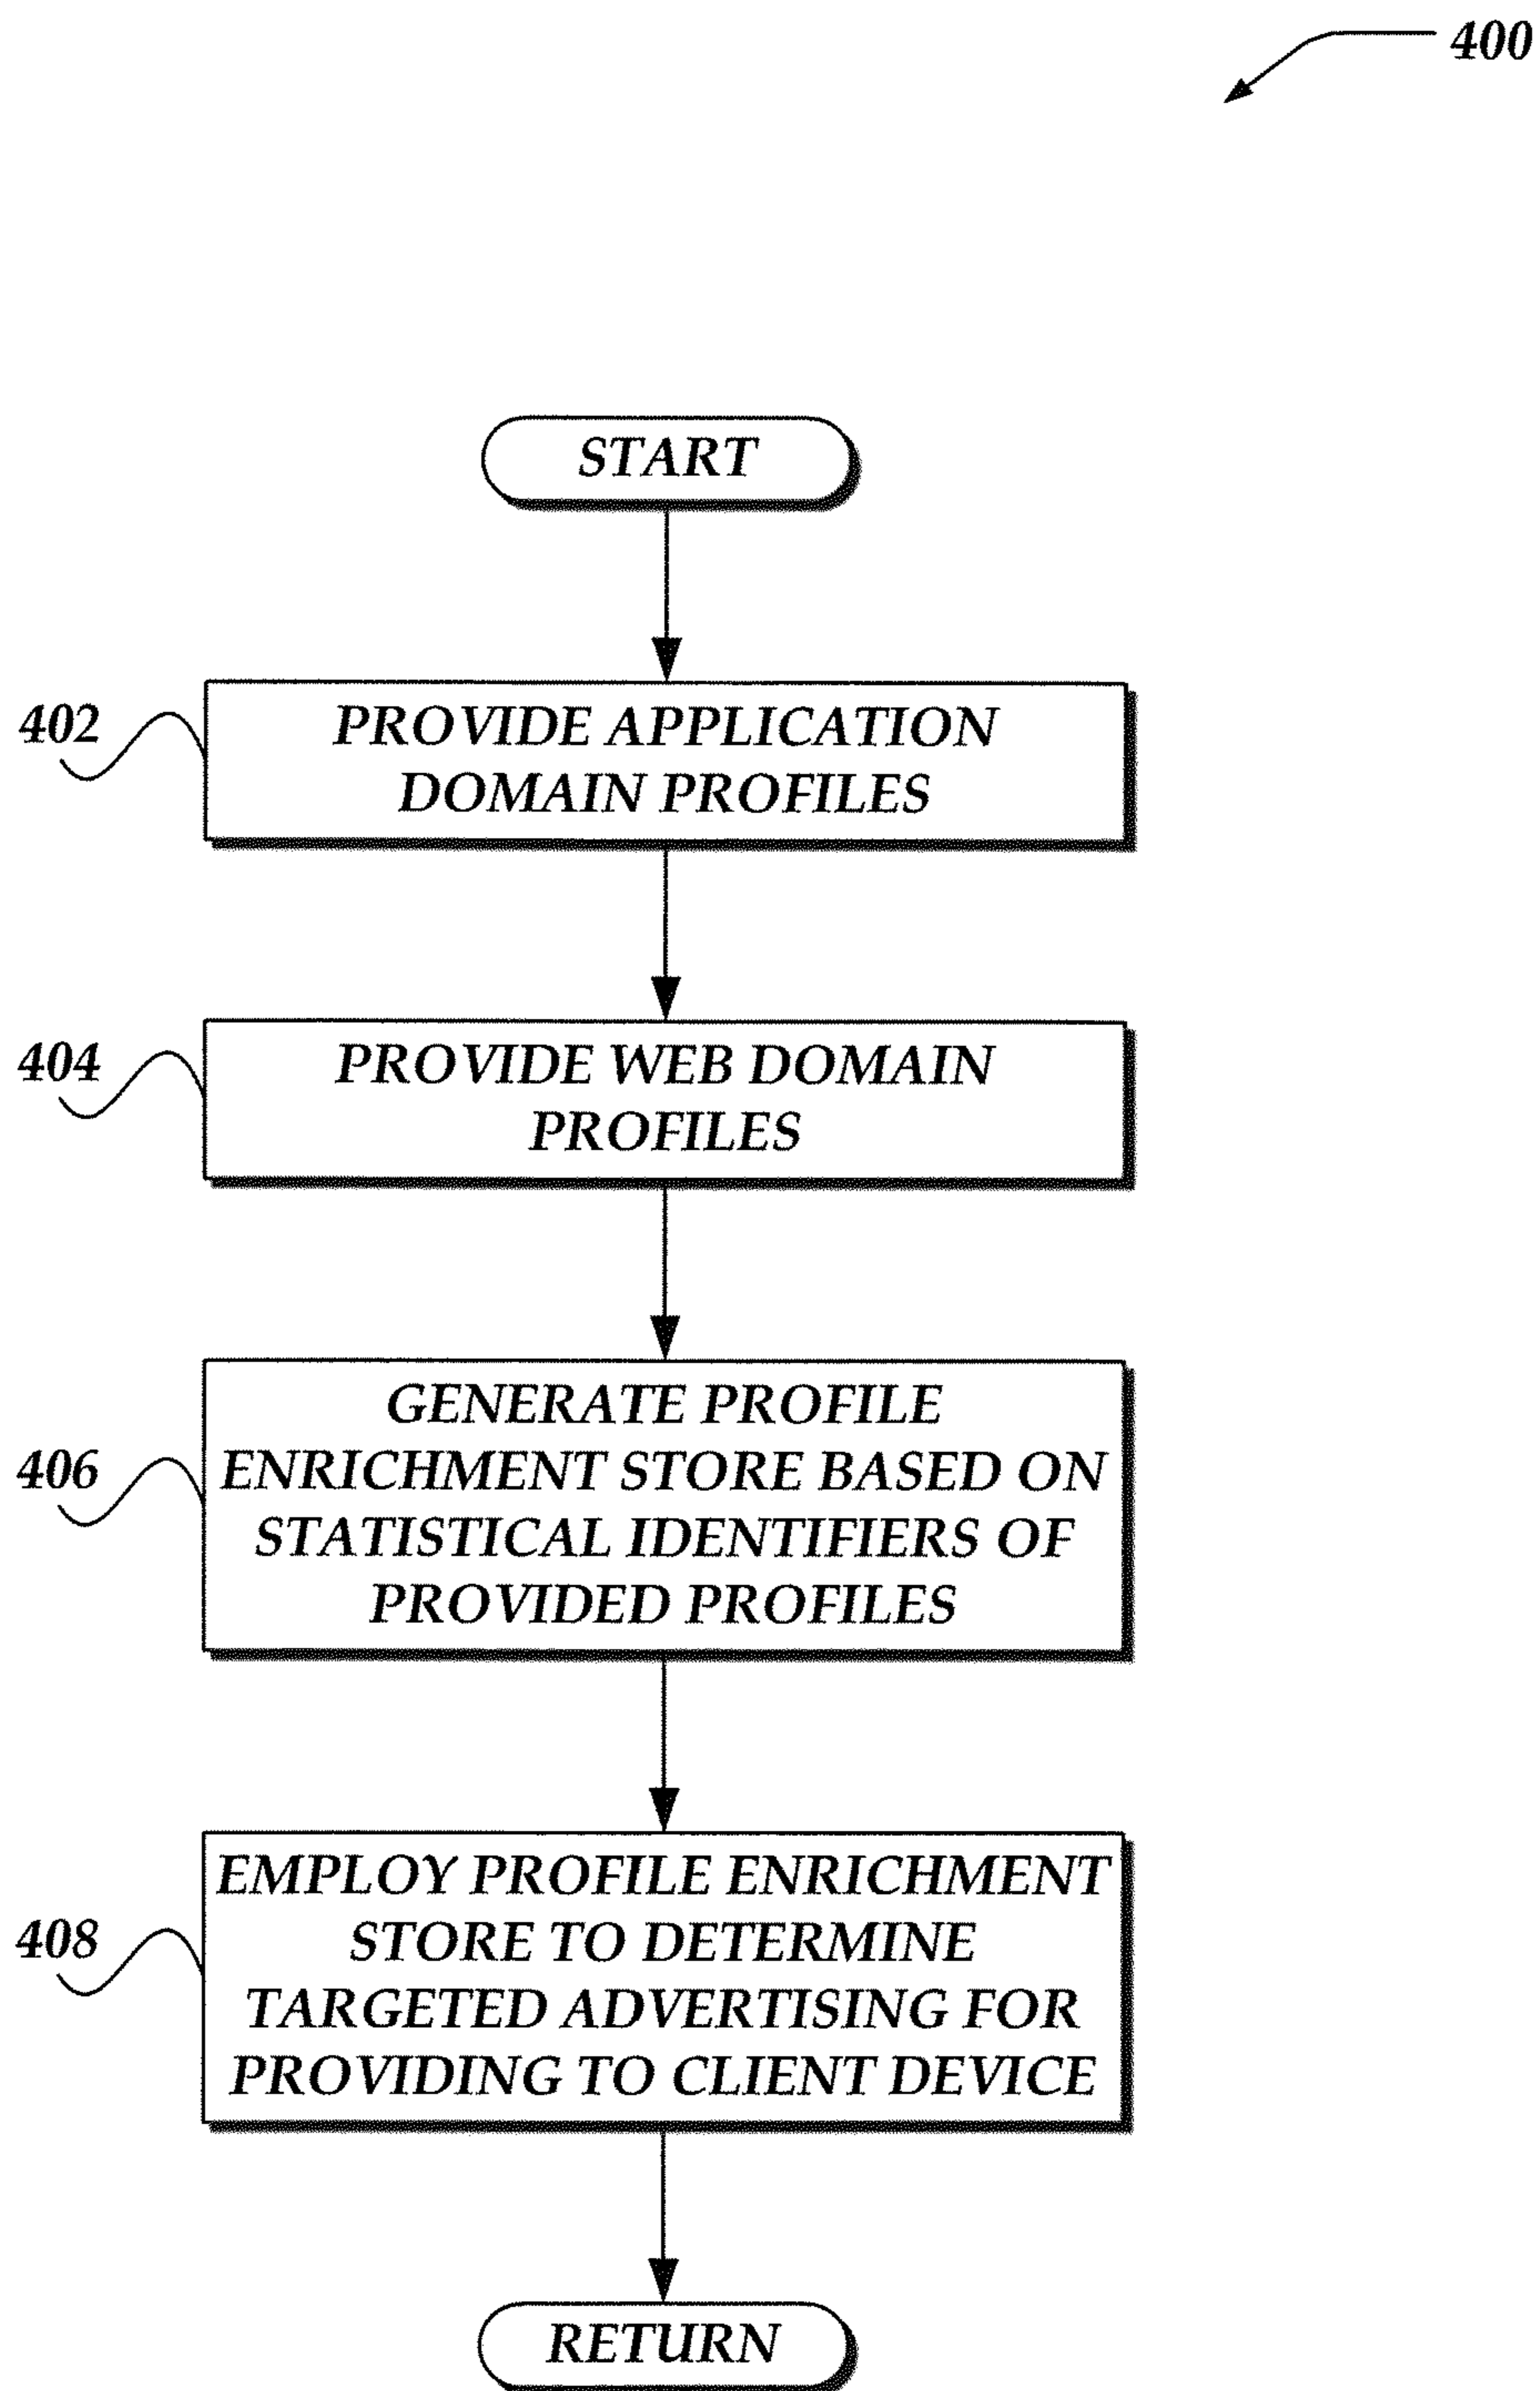 400
START
402
PROVIDE APPLICATION
DOMAIN PROFILES
404
PROVIDE WEB DOMAIN
PROFILES
406
GENERATE PROFILE
ENRICHMENT STORE BASED ON
STATISTICAL IDENTIFIERS OF
PROVIDED PROFILES
408
EMPLOY PROFILE ENRICHMENT
STORE TO DETERMINE
TARGETED ADVERTISING FOR
PROVIDING TO CLIENT DEVICE
RETURN